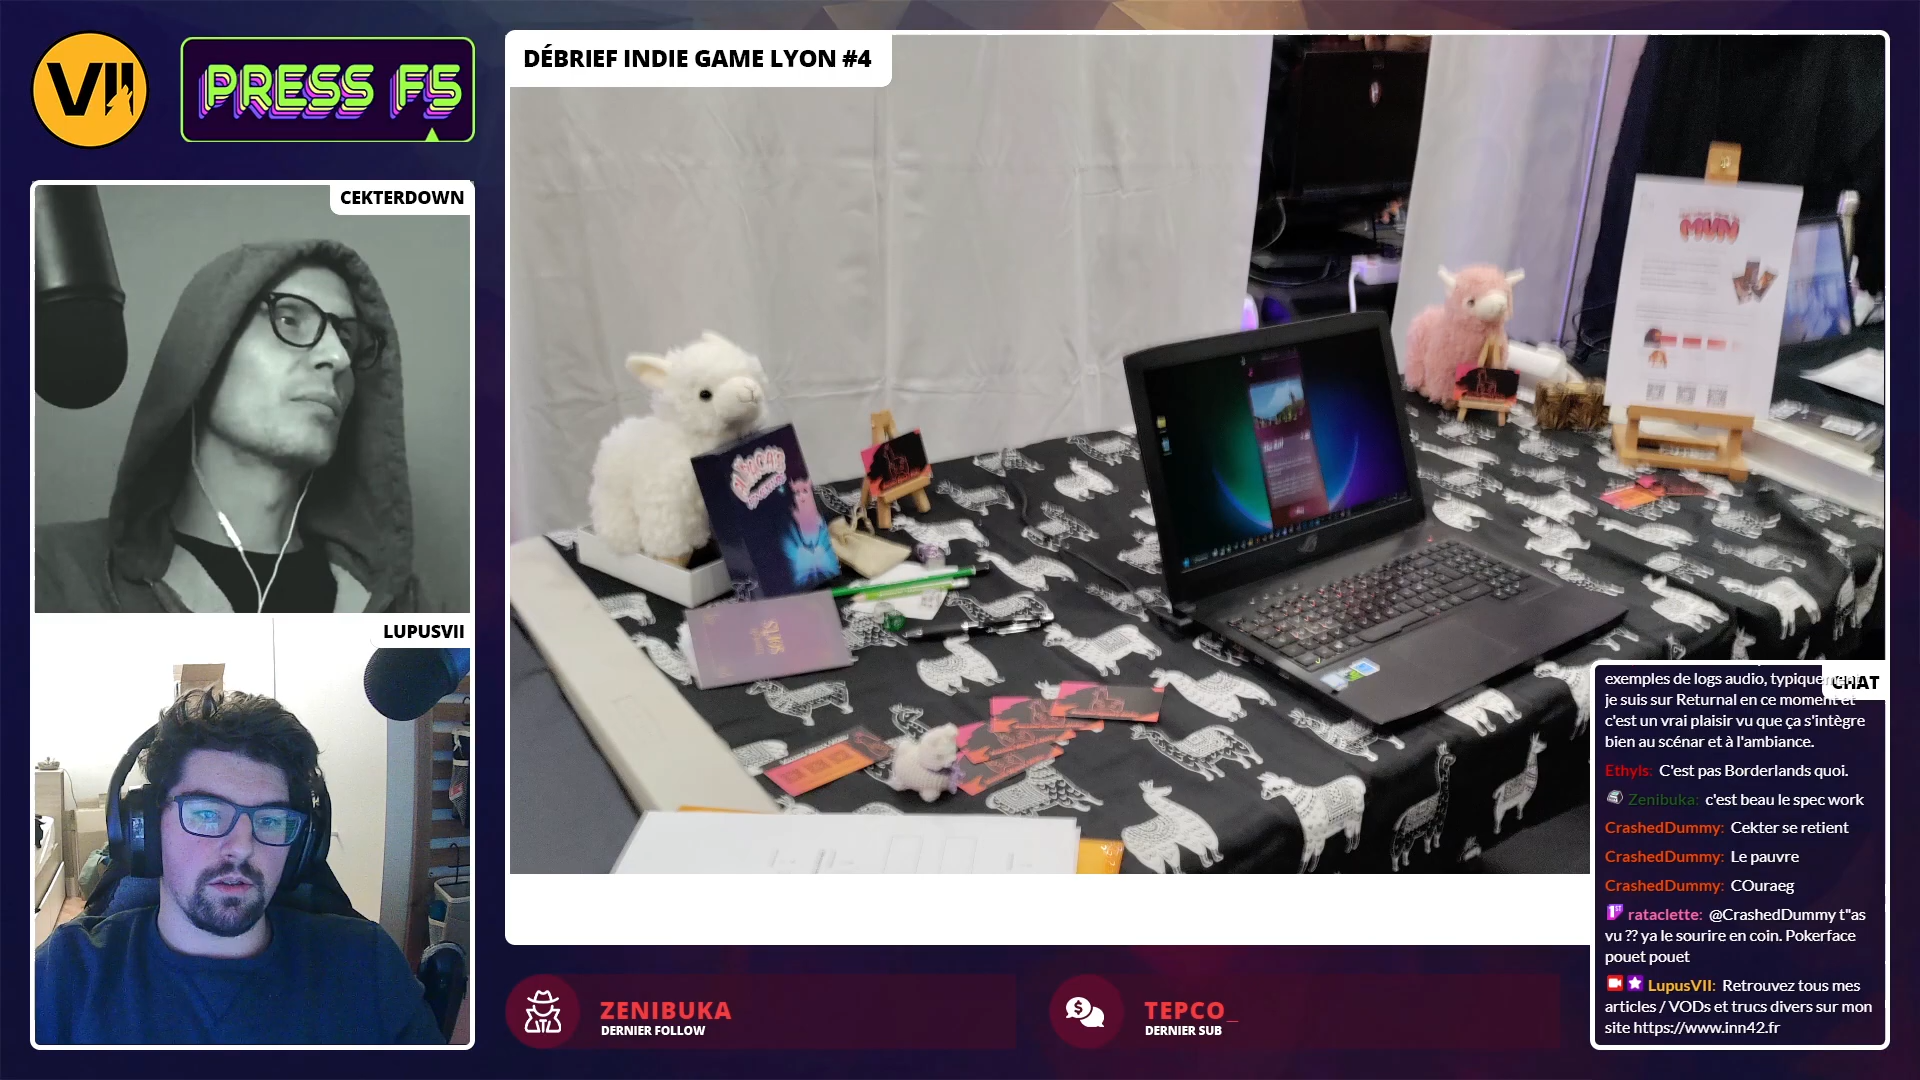 VII
PRESS F5
DÉBRIEF INDIE GAME LYON #4
CEKTERDOWN
LUPUSVII
MUN
CHAT
exemples de logs audio, typiquement
je suis sur Returnal en ce moment et
c'est un vrai plaisir vu que ça s'intègre
bien au scénar et à l'ambiance.
Ethyls: C'est pas Borderlands quoi.
Zenibuka: c'est beau le spec work
CrashedDummy: Cekter se retient
CrashedDummy: Le pauvre
CrashedDummy: COuraeg
rataclette: @CrashedDummy t"as
vu ?? ya le sourire en coin. Pokerface
pouet pouet
LupusVII: Retrouvez tous mes
articles / VODs et trucs divers sur mon
site https://www.inn42.fr
ZENIBUKA
DERNIER FOLLOW
TEPCO_
DERNIER SUB